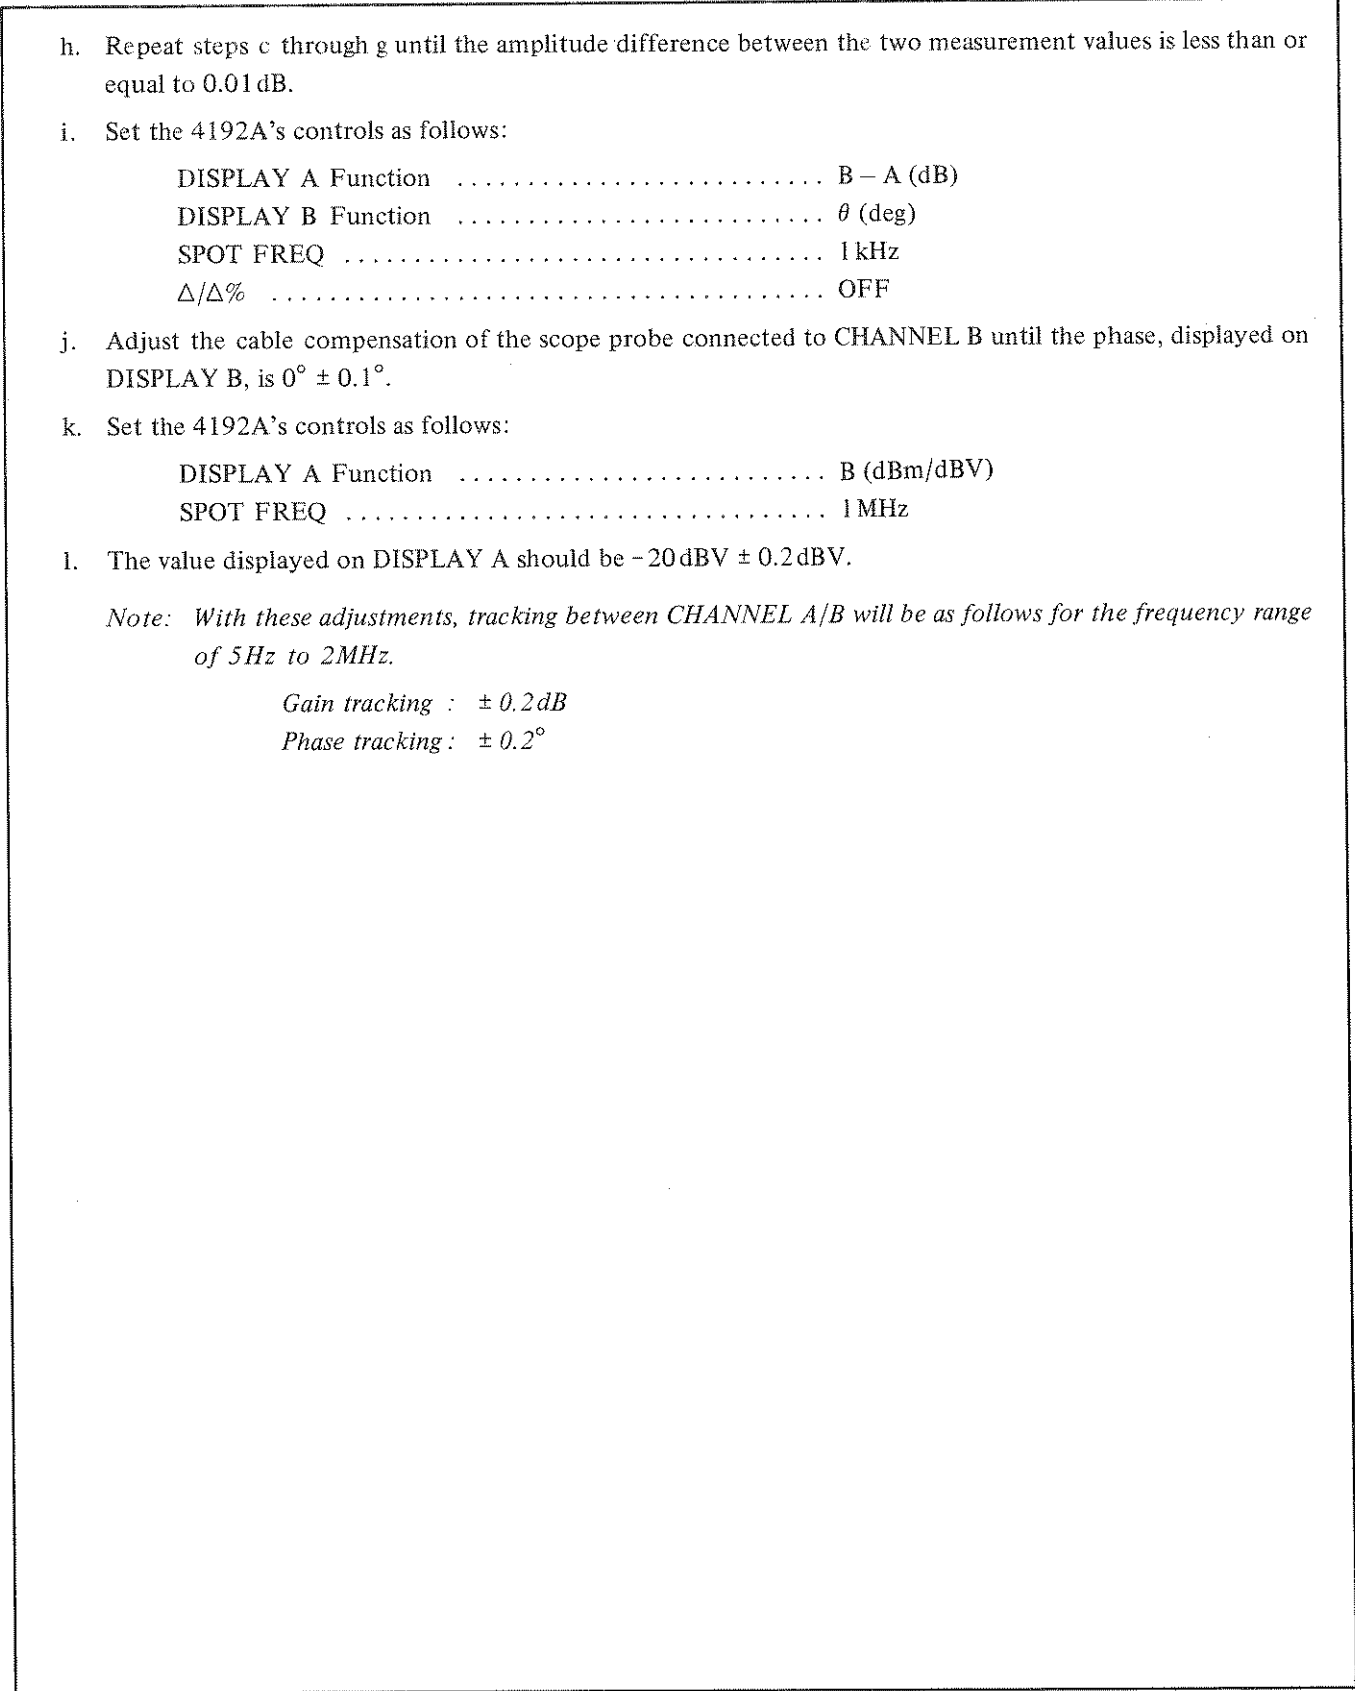 h. Repeat steps c through g until the amplitude difference between the two measurement values is less than or
equal to 0.01 dB.
i. Set the 4192A's controls as follows:
DISPLAY A Function .......................... B – A (dB)
DISPLAY B Function .......................... θ (deg)
SPOT FREQ .................................. 1 kHz
Δ/Δ% ....................................... OFF
j. Adjust the cable compensation of the scope probe connected to CHANNEL B until the phase, displayed on
DISPLAY B, is 0° ± 0.1°.
k. Set the 4192A's controls as follows:
DISPLAY A Function .......................... B (dBm/dBV)
SPOT FREQ .................................. 1 MHz
l. The value displayed on DISPLAY A should be -20 dBV ± 0.2 dBV.
Note: With these adjustments, tracking between CHANNEL A/B will be as follows for the frequency range
of 5Hz to 2MHz.
Gain tracking : ± 0.2 dB
Phase tracking : ± 0.2°